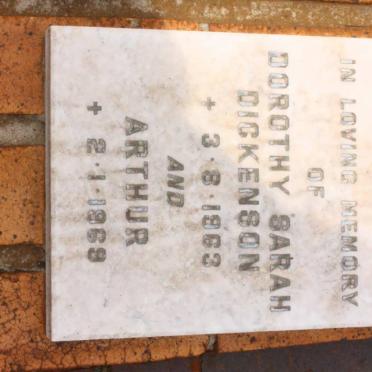 IN LOVING MEMORY
OF
DOROTHY SARAH
DICKENSON
+ 3·8·1963
AND
ARTHUR
+ 2·1·1969